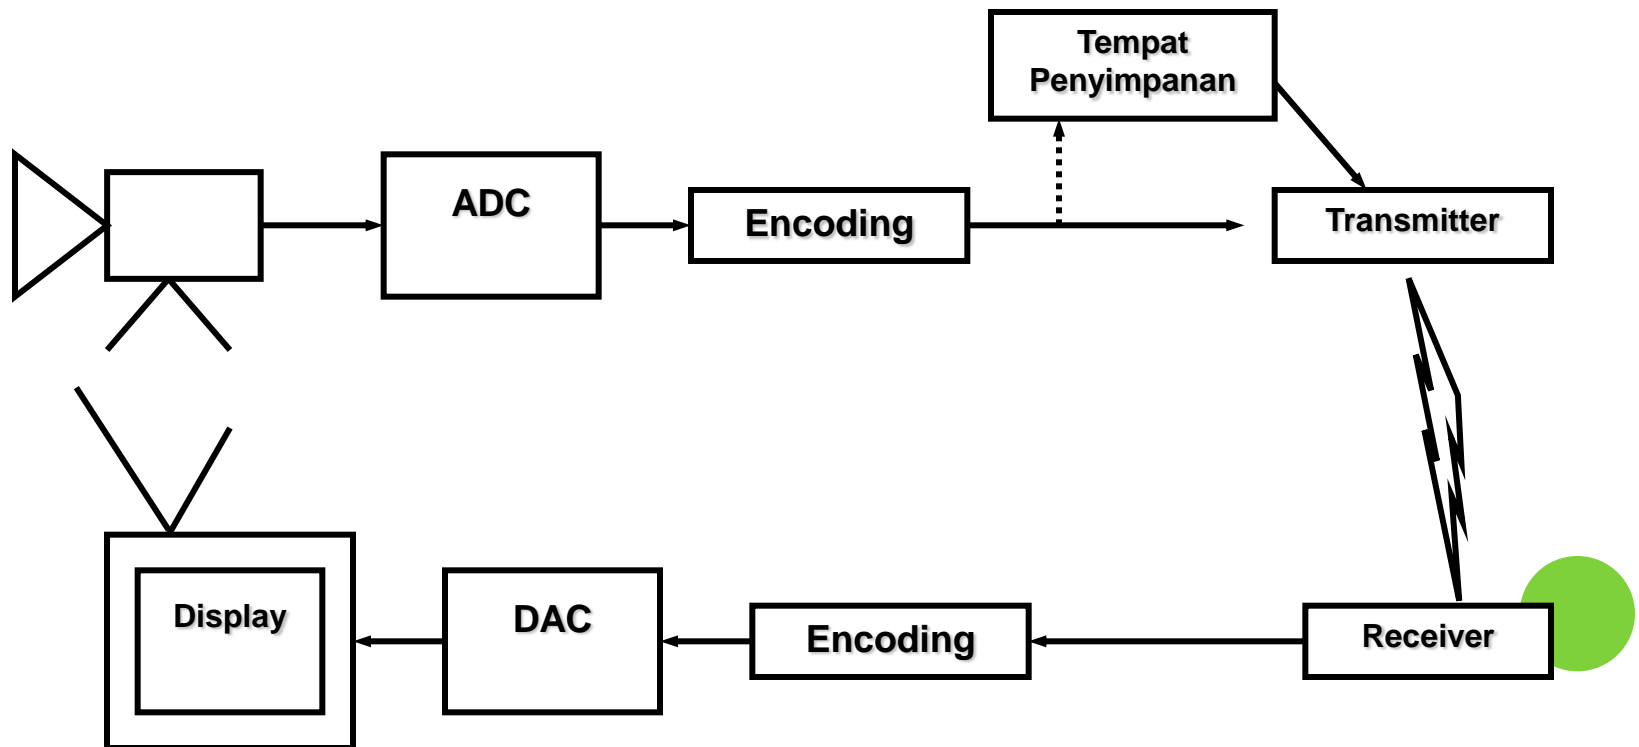 Tempat
Penyimpanan
ADC
Encoding
Transmitter
Display
DAC
Encoding
Receiver